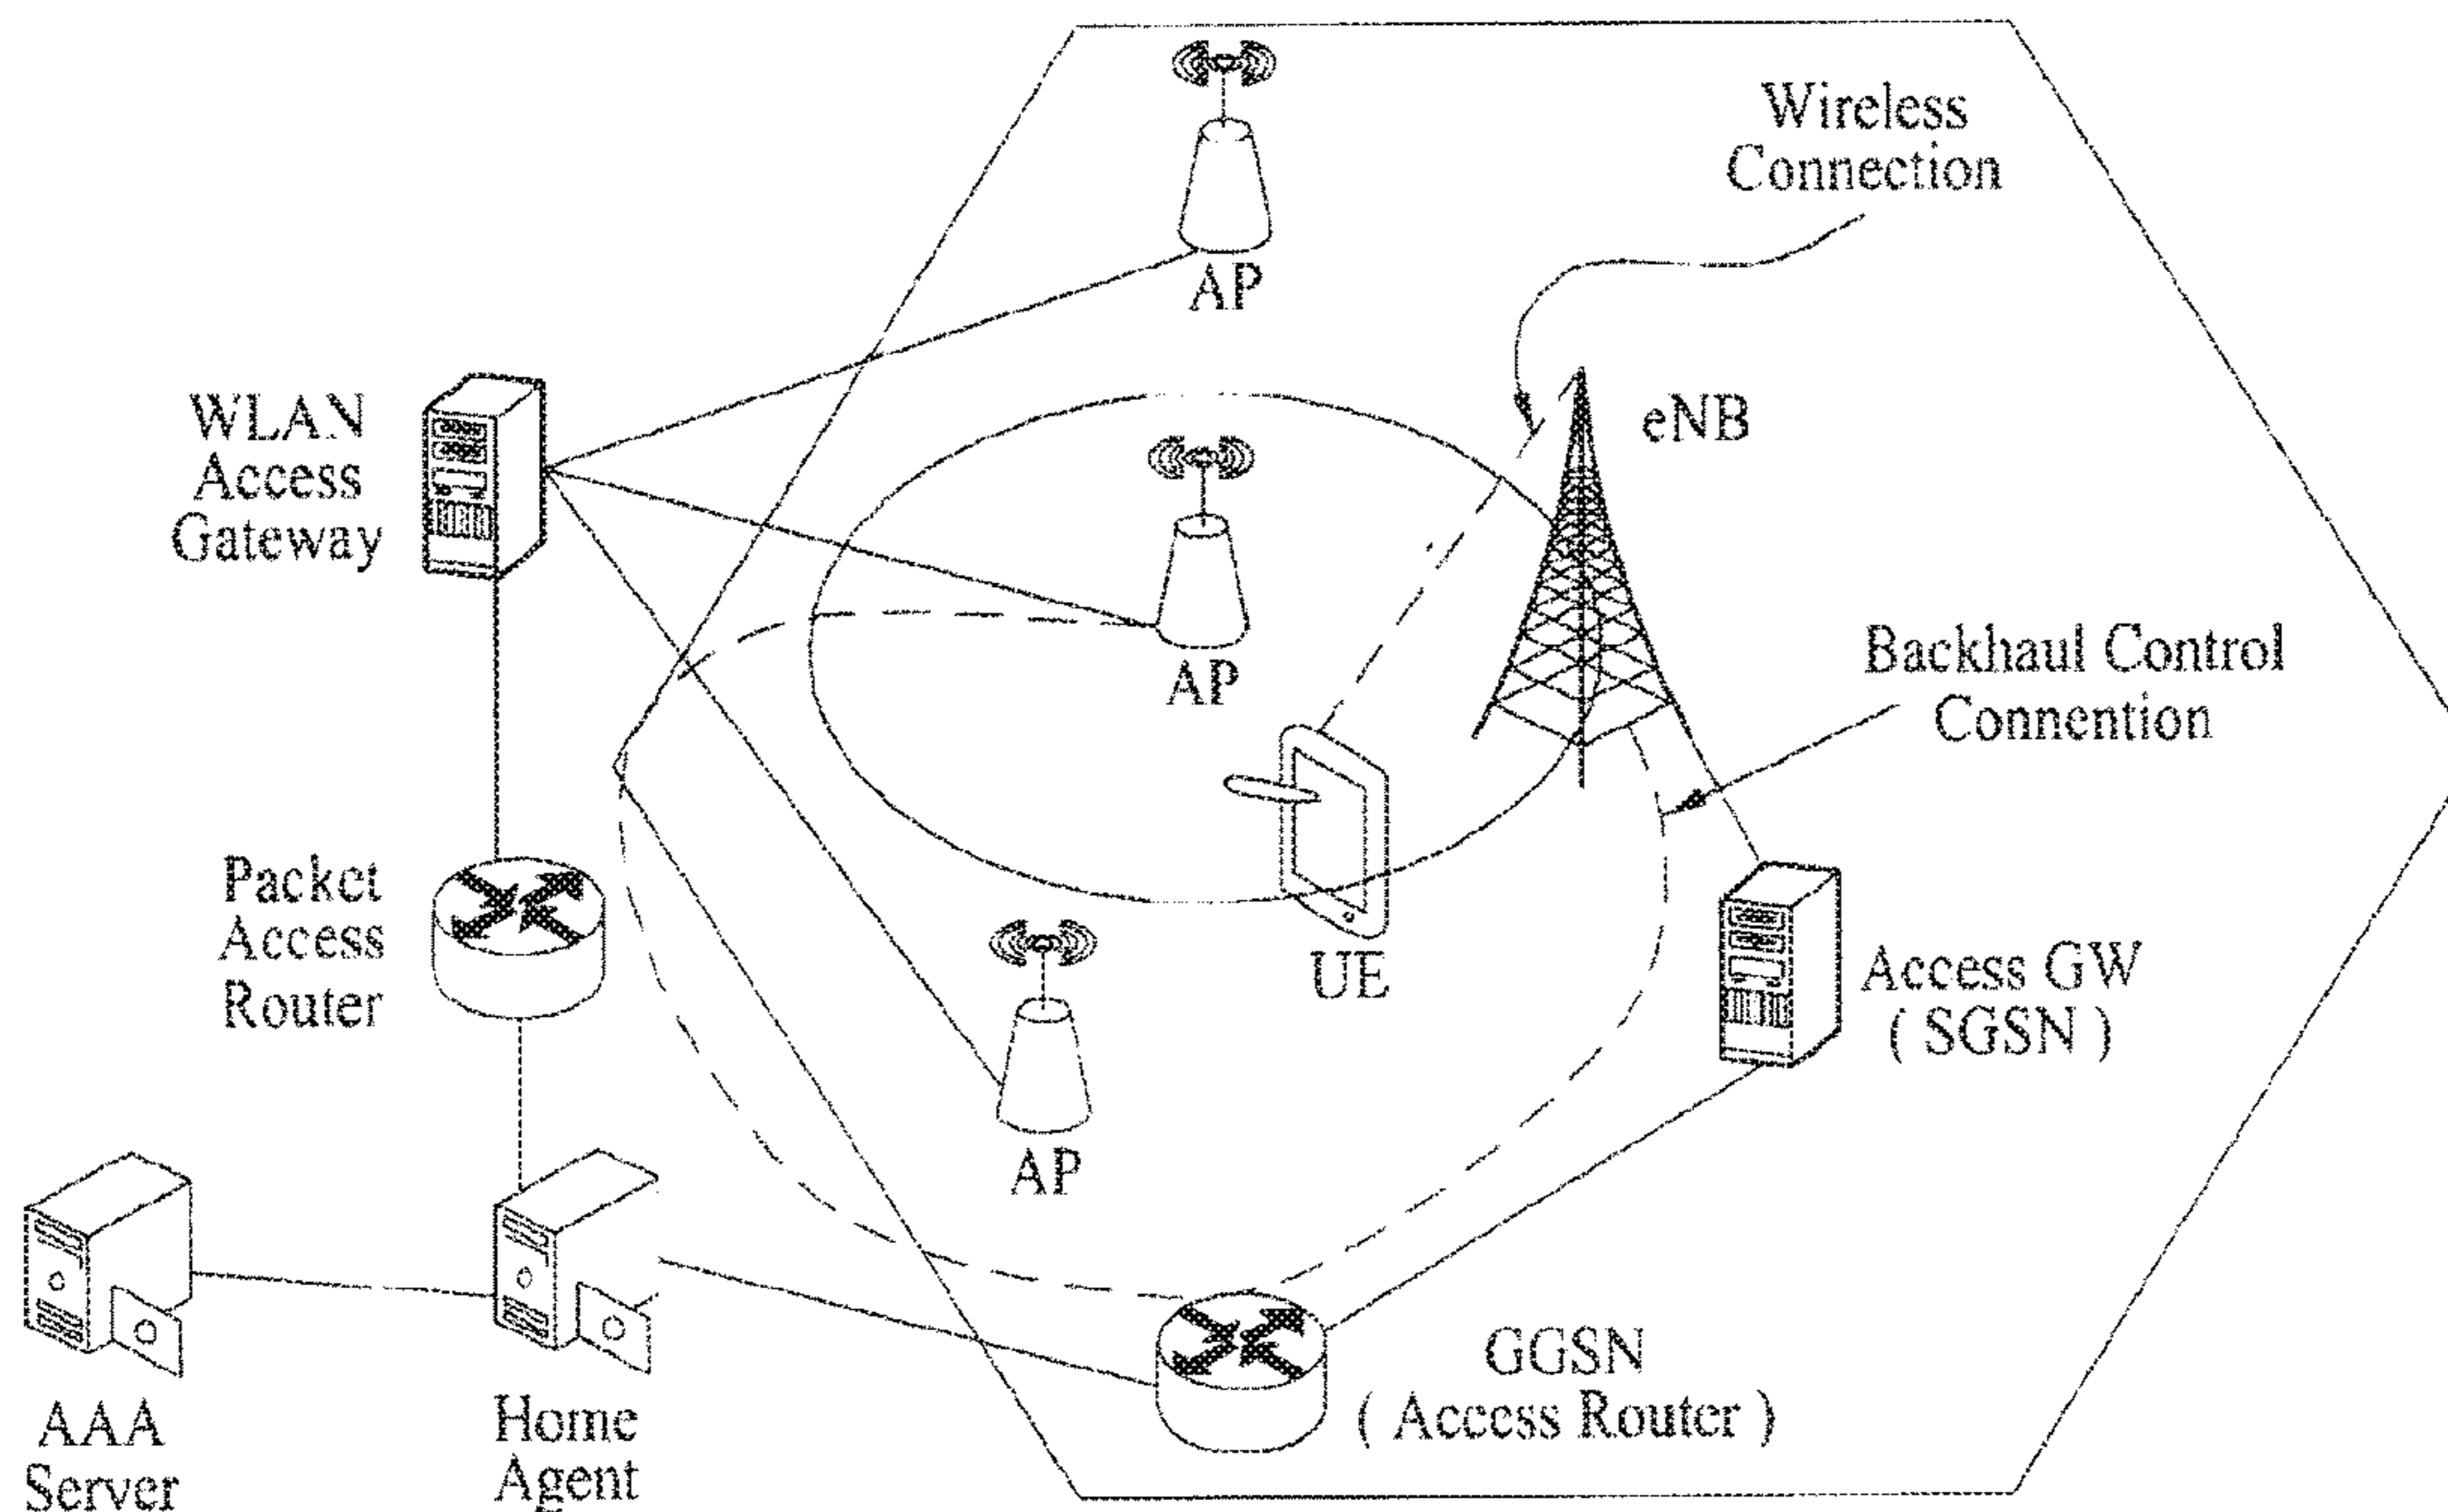 AP
Wireless
Connection
WLAN
Access
Gateway
eNB
AP
Backhaul Control
Connention
Packet
Access
Router
UE
Access GW
( SGSN )
AP
GGSN
( Access Router )
AAA
Server
Home
Agent